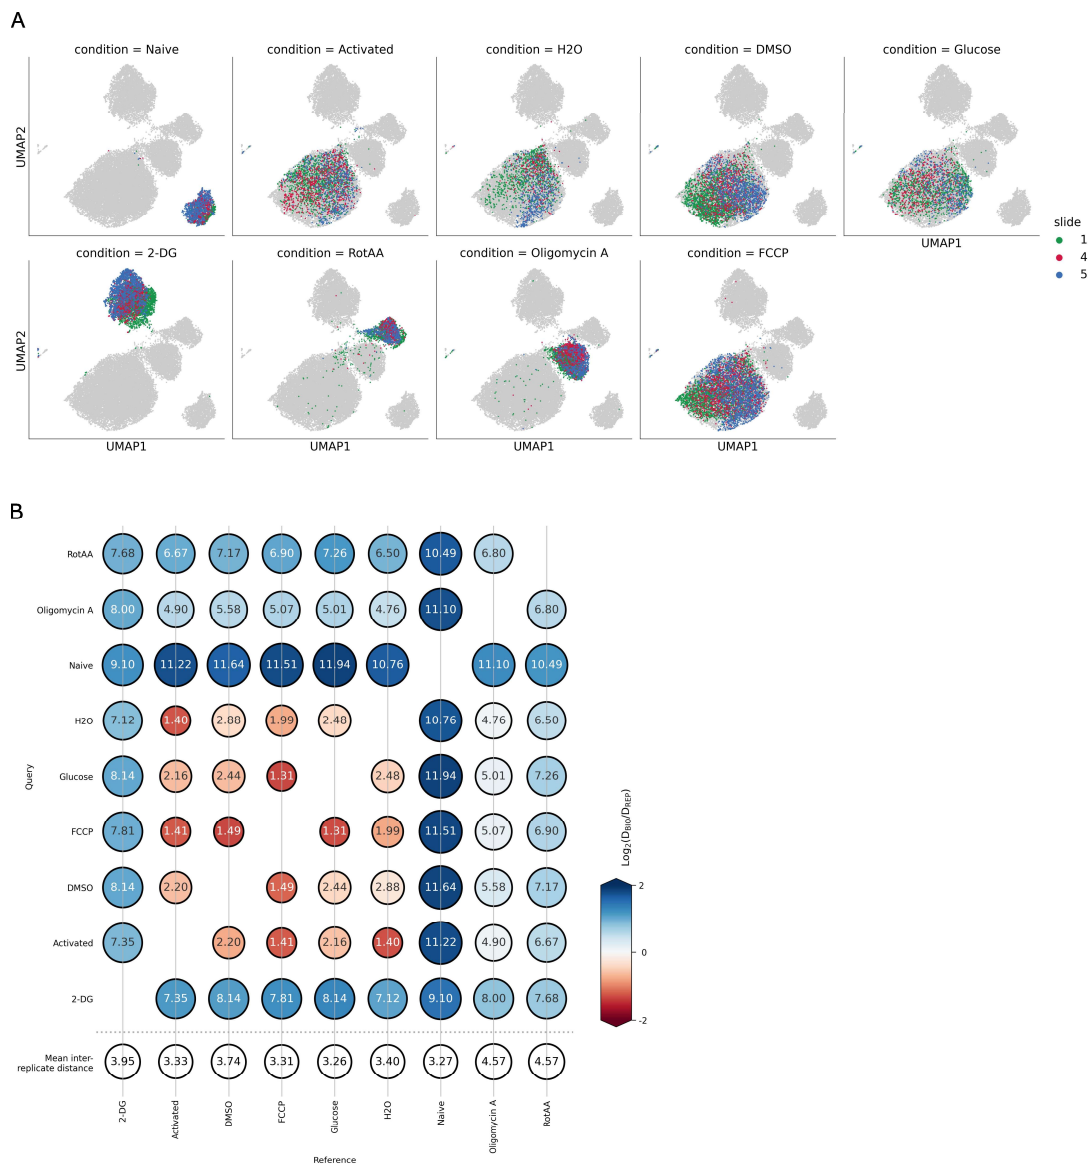 A
condition = Naive
condition = Activated
condition = H2O
condition = DMSO
condition = Glucose
UMAP2
UMAP1
slide
1
4
5
condition = 2-DG
condition = RotAA
condition = Oligomycin A
condition = FCCP
UMAP2
UMAP1
UMAP1
UMAP1
UMAP1
B
RotAA 7.68 6.67 7.17 6.90 7.26 6.50 10.49 6.80
Oligomycin A 8.00 4.90 5.58 5.07 5.01 4.76 11.10 6.80
Naive 9.10 11.22 11.64 11.51 11.94 10.76 11.10 10.49
H2O 7.12 1.40 2.88 1.99 2.48 10.76 4.76 6.50
Glucose 8.14 2.16 2.44 1.31 2.48 11.94 5.01 7.26
FCCP 7.81 1.41 1.49 1.31 1.99 11.51 5.07 6.90
DMSO 8.14 2.20 1.49 2.44 2.88 11.64 5.58 7.17
Activated 7.35 2.20 1.41 2.16 1.40 11.22 4.90 6.67
2-DG 7.35 8.14 7.81 8.14 7.12 9.10 8.00 7.68
Mean inter-
replicate distance 3.95 3.33 3.74 3.31 3.26 3.40 3.27 4.57 4.57
Query
2-DG
Activated
DMSO
FCCP
Glucose
H2O
Naive
Oligomycin A
RotAA
Reference
Log2(DBIO/DREP)
2
0
-2